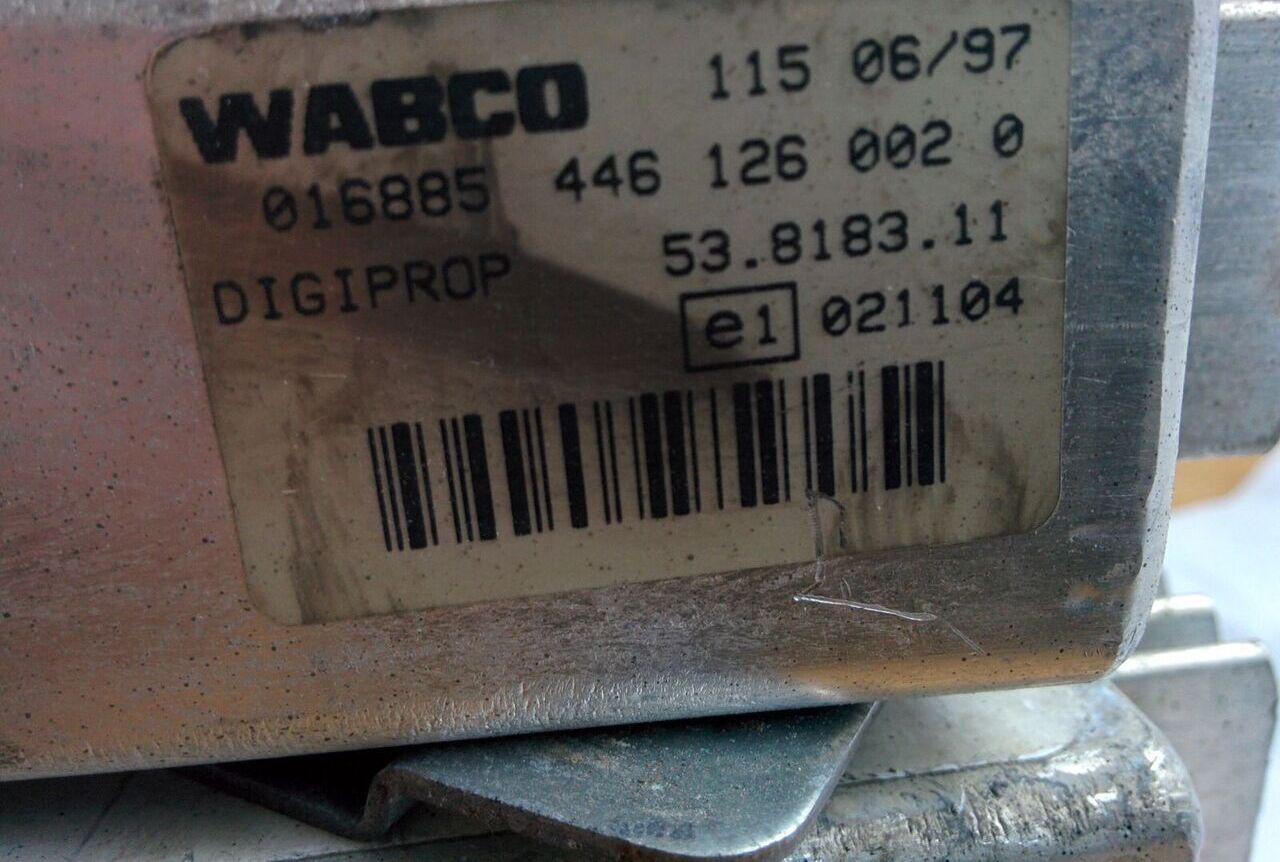 WABCO 115 06/97
016885 446 126 002 0
53.8183.11
DIGIPROP
e1 021104